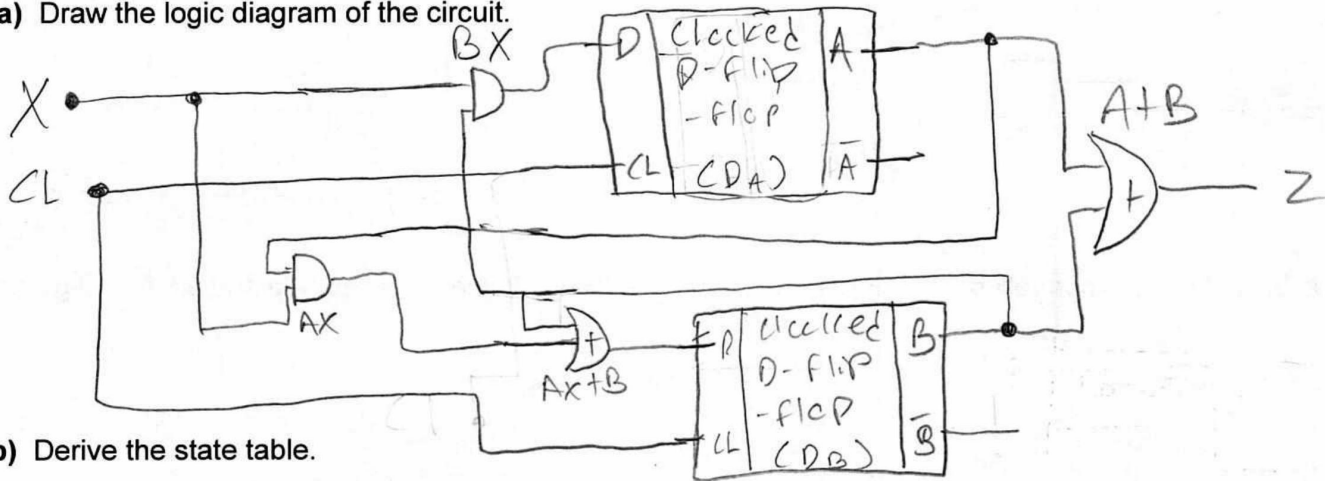 a) Draw the logic diagram of the circuit.
BX
D
Clocked
D-flip
-flop
(DA)
A
X
CL
CL
A̅
A+B
+
Z
AX
+
AX+B
D
Clocked
D-flip
-flop
(DB)
B
CL
B̅
b) Derive the state table.